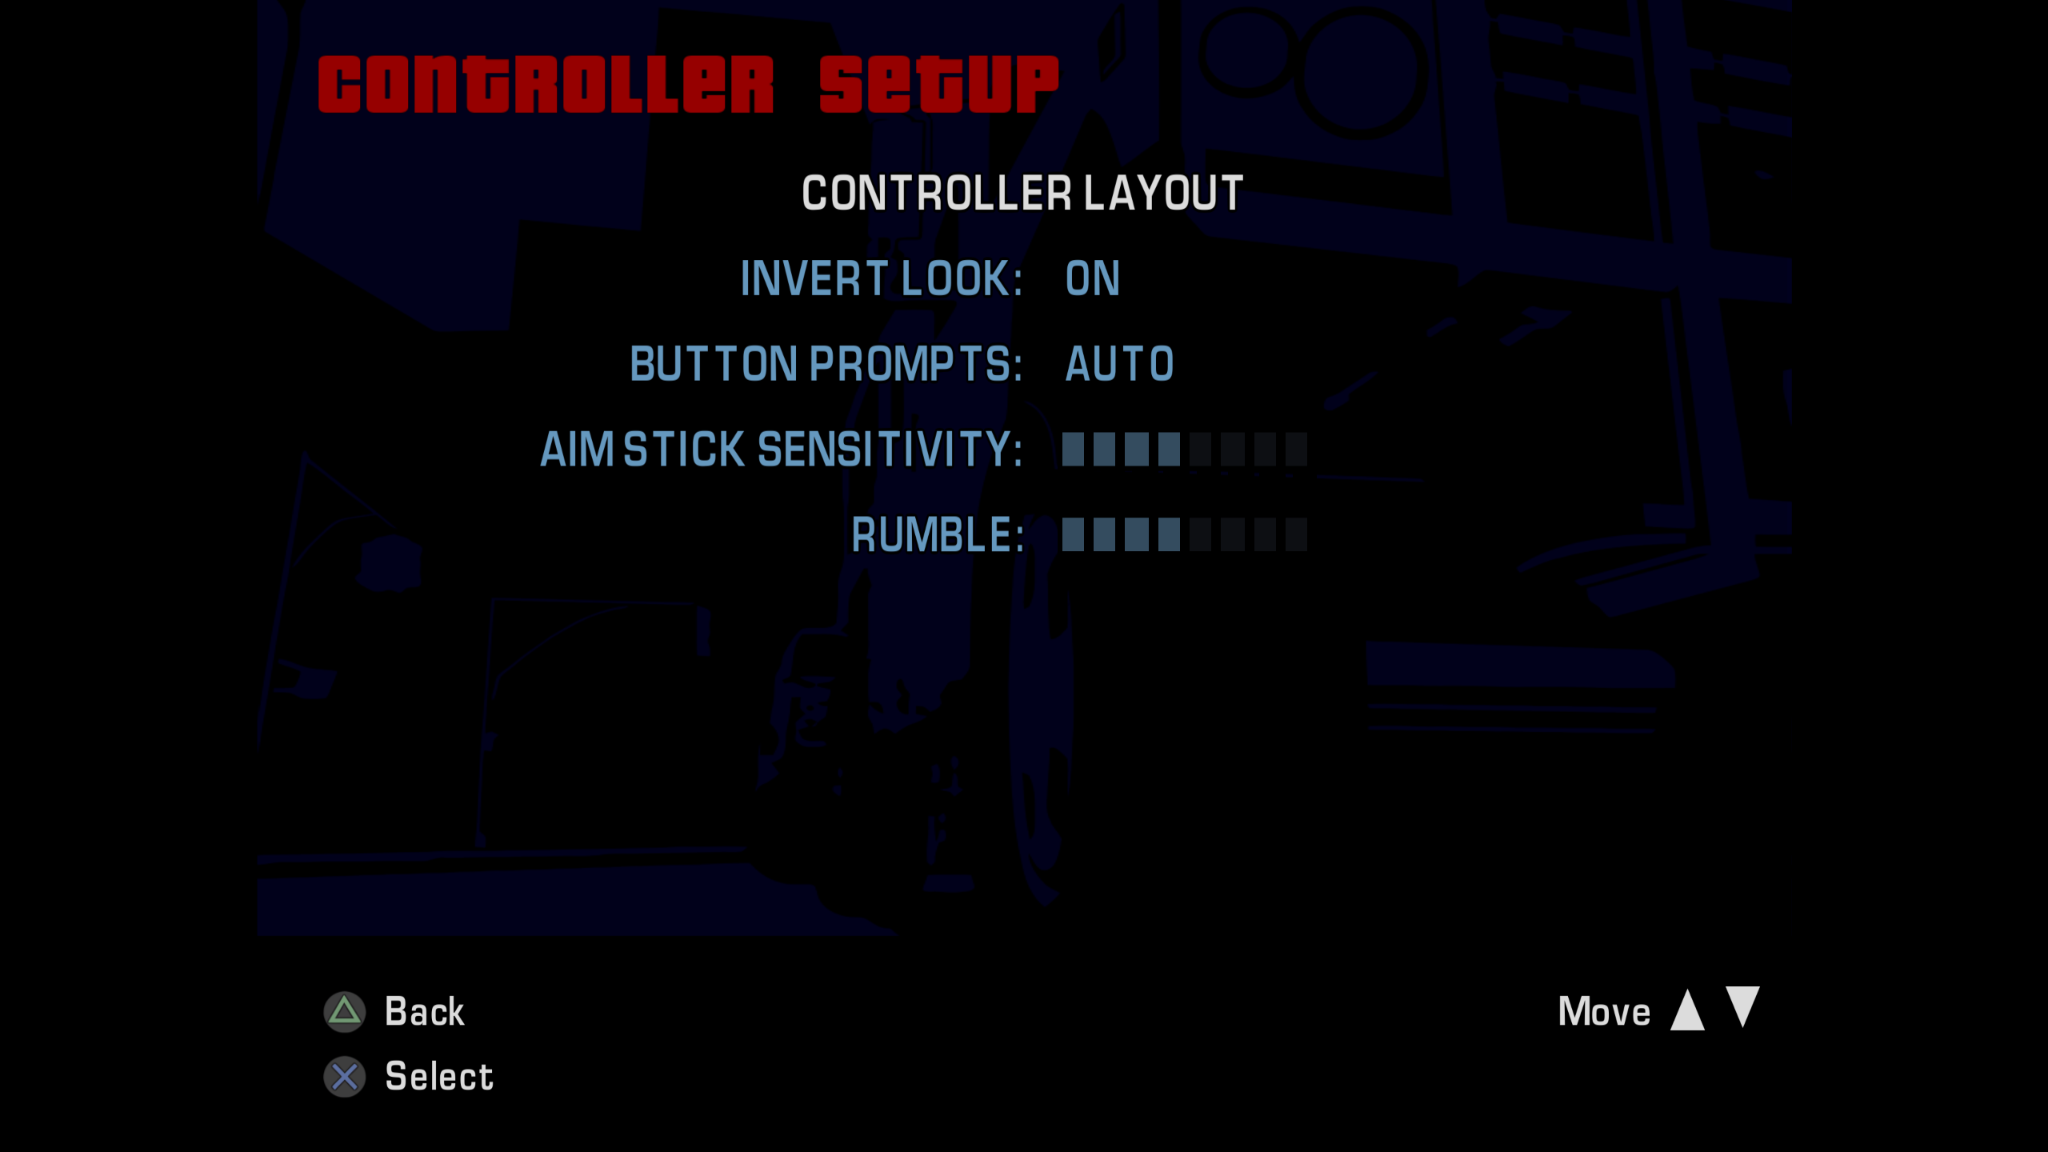 CONTROLLER SETUP
CONTROLLER LAYOUT
INVERT LOOK: ON
BUTTON PROMPTS: AUTO
AIM STICK SENSITIVITY:
RUMBLE:
Back
Move
Select